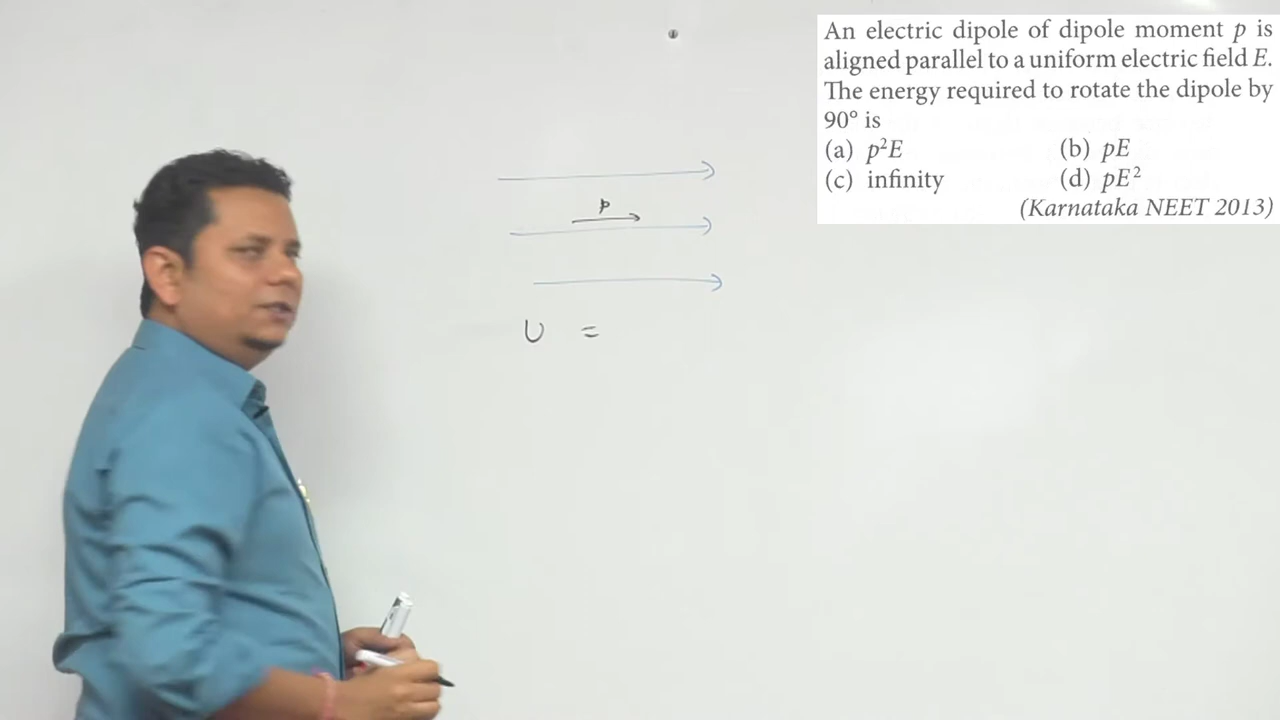 An electric dipole of dipole moment p is
aligned parallel to a uniform electric field E.
The energy required to rotate the dipole by
90° is
(a) p²E (b) pE
(c) infinity (d) pE²
(Karnataka NEET 2013)
p
U =